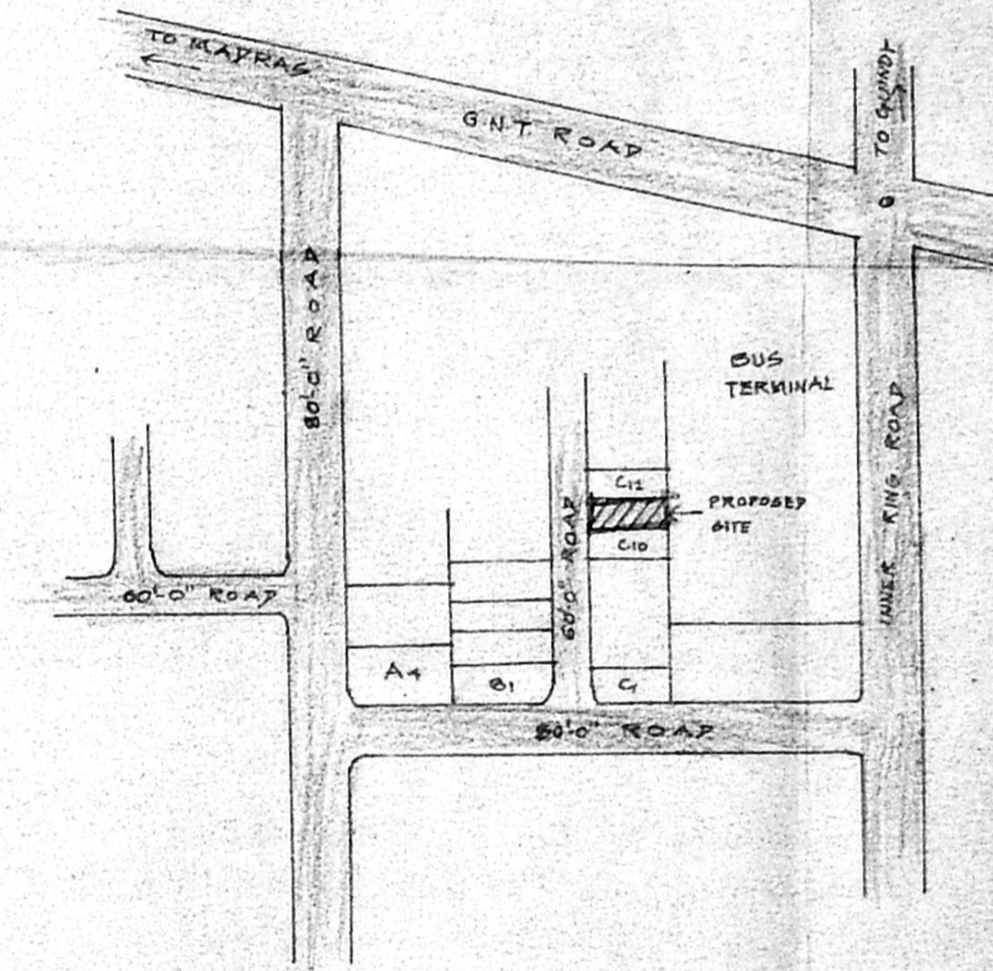 TO MADRAS
G.N.T. ROAD
TO GUINDY
80'-0" ROAD
BUS
TERMINAL
INNER RING ROAD
C12
PROPOSED
SITE
C10
60'-0" ROAD
60'-0" ROAD
A4
B1
C1
80'-0" ROAD